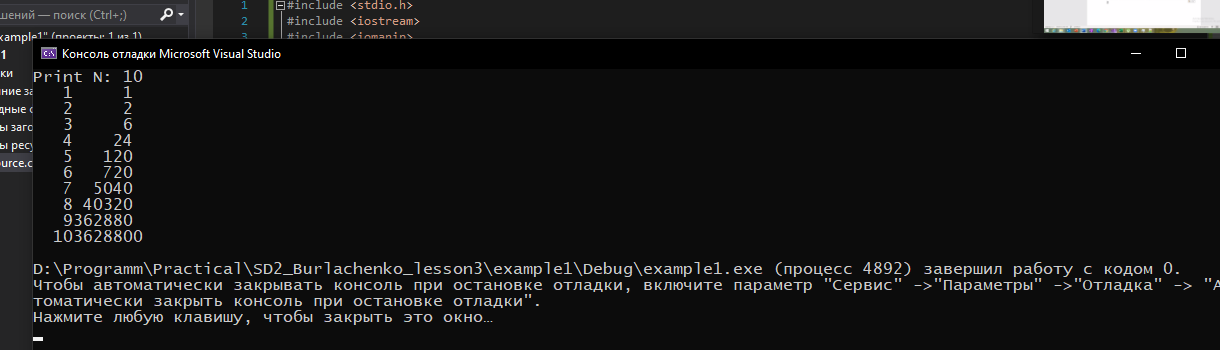 шений — поиск (Ctrl+;)
1 #include <stdio.h>
2 #include <iostream>
3 #include <iomanip>
xample1" (проекты: 1 из 1)
Консоль отладки Microsoft Visual Studio
1
ки
ние за
дные
ы заго
ы ресу
ource.c
Print N: 10
1 1
2 2
3 6
4 24
5 120
6 720
7 5040
8 40320
9362880
103628800
D:\Programm\Practical\SD2_Burlachenko_lesson3\example1\Debug\example1.exe (процесс 4892) завершил работу с кодом 0.
Чтобы автоматически закрывать консоль при остановке отладки, включите параметр "Сервис" ->"Параметры" ->"Отладка" -> "А
томатически закрыть консоль при остановке отладки".
Нажмите любую клавишу, чтобы закрыть это окно…